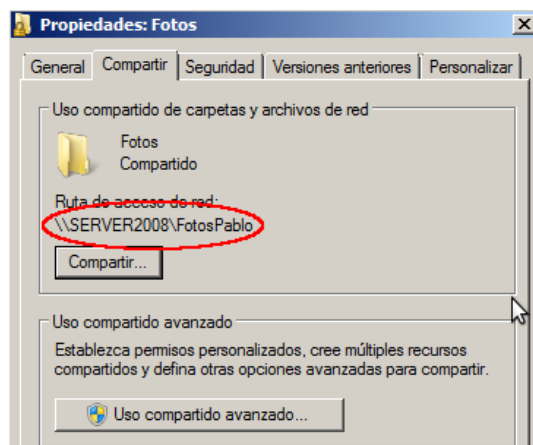 Propiedades: Fotos
General Compartir Seguridad Versiones anteriores Personalizar
Uso compartido de carpetas y archivos de red
Fotos
Compartido
Ruta de acceso de red:
\\SERVER2008\FotosPablo
Compartir...
Uso compartido avanzado
Establezca permisos personalizados, cree múltiples recursos
compartidos y defina otras opciones avanzadas para compartir.
Uso compartido avanzado...